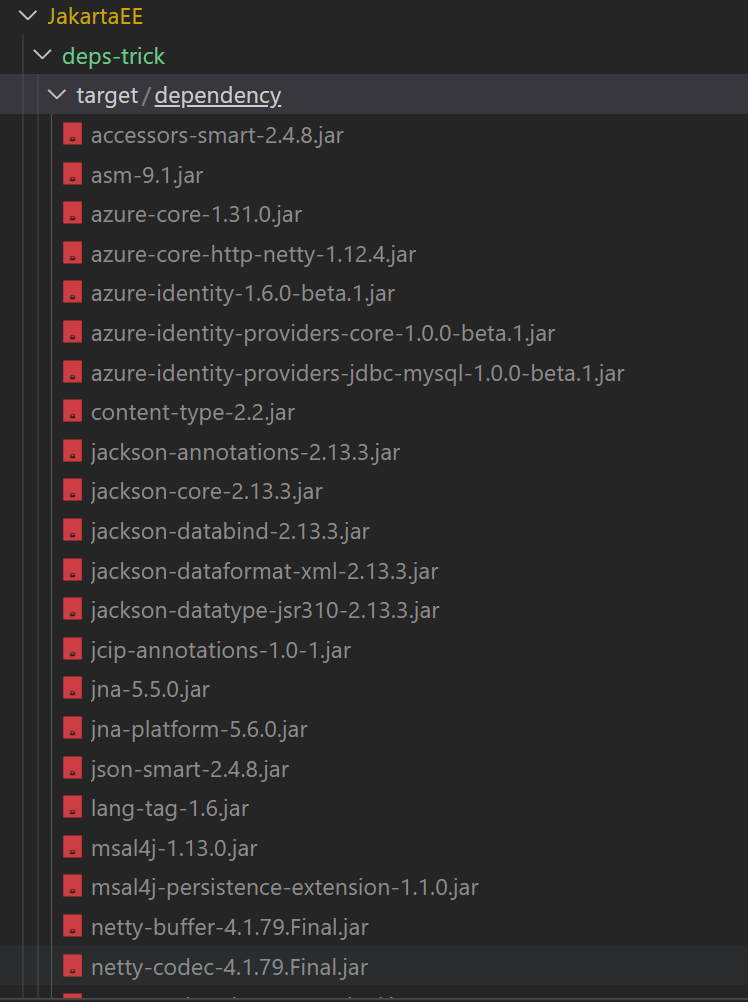 JakartaEE
deps-trick
target/dependency
accessors-smart-2.4.8.jar
asm-9.1.jar
azure-core-1.31.0.jar
azure-core-http-netty-1.12.4.jar
azure-identity-1.6.0-beta.1.jar
azure-identity-providers-core-1.0.0-beta.1.jar
azure-identity-providers-jdbc-mysql-1.0.0-beta.1.jar
content-type-2.2.jar
jackson-annotations-2.13.3.jar
jackson-core-2.13.3.jar
jackson-databind-2.13.3.jar
jackson-dataformat-xml-2.13.3.jar
jackson-datatype-jsr310-2.13.3.jar
jcip-annotations-1.0-1.jar
jna-5.5.0.jar
jna-platform-5.6.0.jar
json-smart-2.4.8.jar
lang-tag-1.6.jar
msal4j-1.13.0.jar
msal4j-persistence-extension-1.1.0.jar
netty-buffer-4.1.79.Final.jar
netty-codec-4.1.79.Final.jar